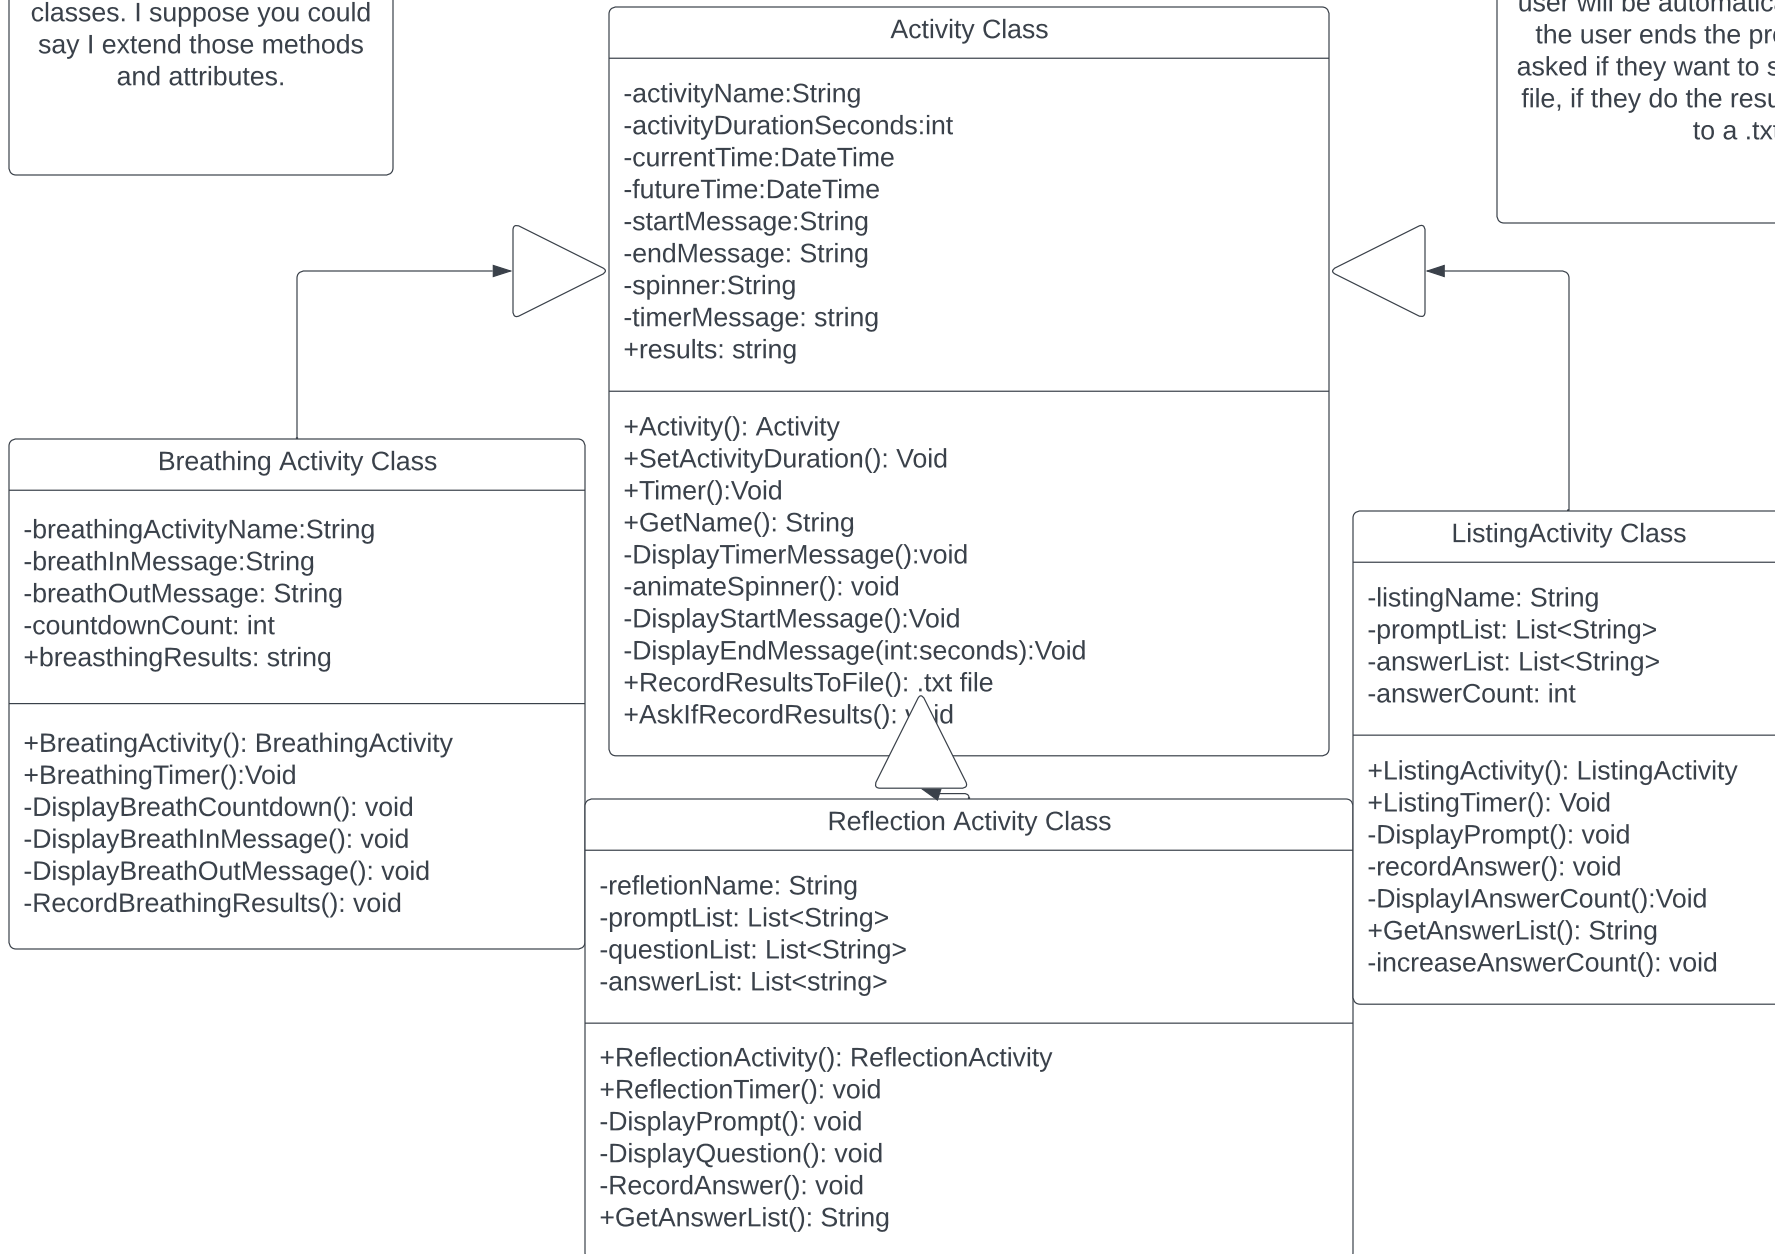 classes. I suppose you could
say I extend those methods
and attributes.
Activity Class
-activityName:String
-activityDurationSeconds:int
-currentTime:DateTime
-futureTime:DateTime
-startMessage:String
-endMessage: String
-spinner:String
-timerMessage: string
+results: string
+Activity(): Activity
+SetActivityDuration(): Void
+Timer():Void
+GetName(): String
-DisplayTimerMessage():void
-animateSpinner(): void
-DisplayStartMessage():Void
-DisplayEndMessage(int:seconds):Void
+RecordResultsToFile(): .txt file
+AskIfRecordResults(): void
user will be
the user ends the
asked if they want to
file, if they do the
to a
Breathing Activity Class
-breathingActivityName:String
-breathInMessage:String
-breathOutMessage: String
-countdownCount: int
+breasthingResults: string
+BreatingActivity(): BreathingActivity
+BreathingTimer():Void
-DisplayBreathCountdown(): void
-DisplayBreathInMessage(): void
-DisplayBreathOutMessage(): void
-RecordBreathingResults(): void
Reflection Activity Class
-refletionName: String
-promptList: List<String>
-questionList: List<String>
-answerList: List<string>
+ReflectionActivity(): ReflectionActivity
+ReflectionTimer(): void
-DisplayPrompt(): void
-DisplayQuestion(): void
-RecordAnswer(): void
+GetAnswerList(): String
ListingActivity Class
-listingName: String
-promptList: List<String>
-answerList: List<String>
-answerCount: int
+ListingActivity(): ListingActivity
+ListingTimer(): Void
-DisplayPrompt(): void
-recordAnswer(): void
-DisplayIAnswerCount():Void
+GetAnswerList(): String
-increaseAnswerCount(): void